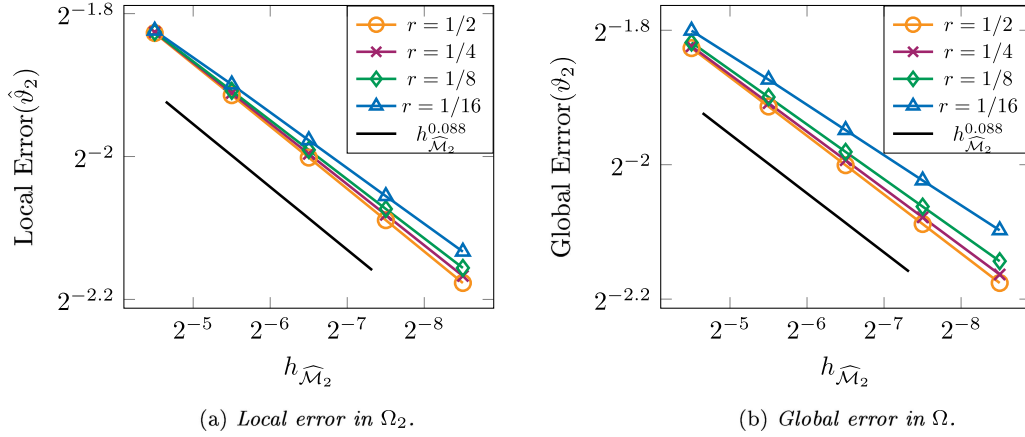 2^{-1.8}
2^{-2}
2^{-2.2}
Local Error(\hat{\vartheta}_2)
r = 1/2
r = 1/4
r = 1/8
r = 1/16
h^{0.088}_{\widehat{\mathcal{M}}_2}
2^{-5} 2^{-6} 2^{-7} 2^{-8}
h_{\widehat{\mathcal{M}}_2}
(a) Local error in Ω_2.
2^{-1.8}
2^{-2}
2^{-2.2}
Global Error(\vartheta_2)
r = 1/2
r = 1/4
r = 1/8
r = 1/16
h^{0.088}_{\widehat{\mathcal{M}}_2}
2^{-5} 2^{-6} 2^{-7} 2^{-8}
h_{\widehat{\mathcal{M}}_2}
(b) Global error in Ω.